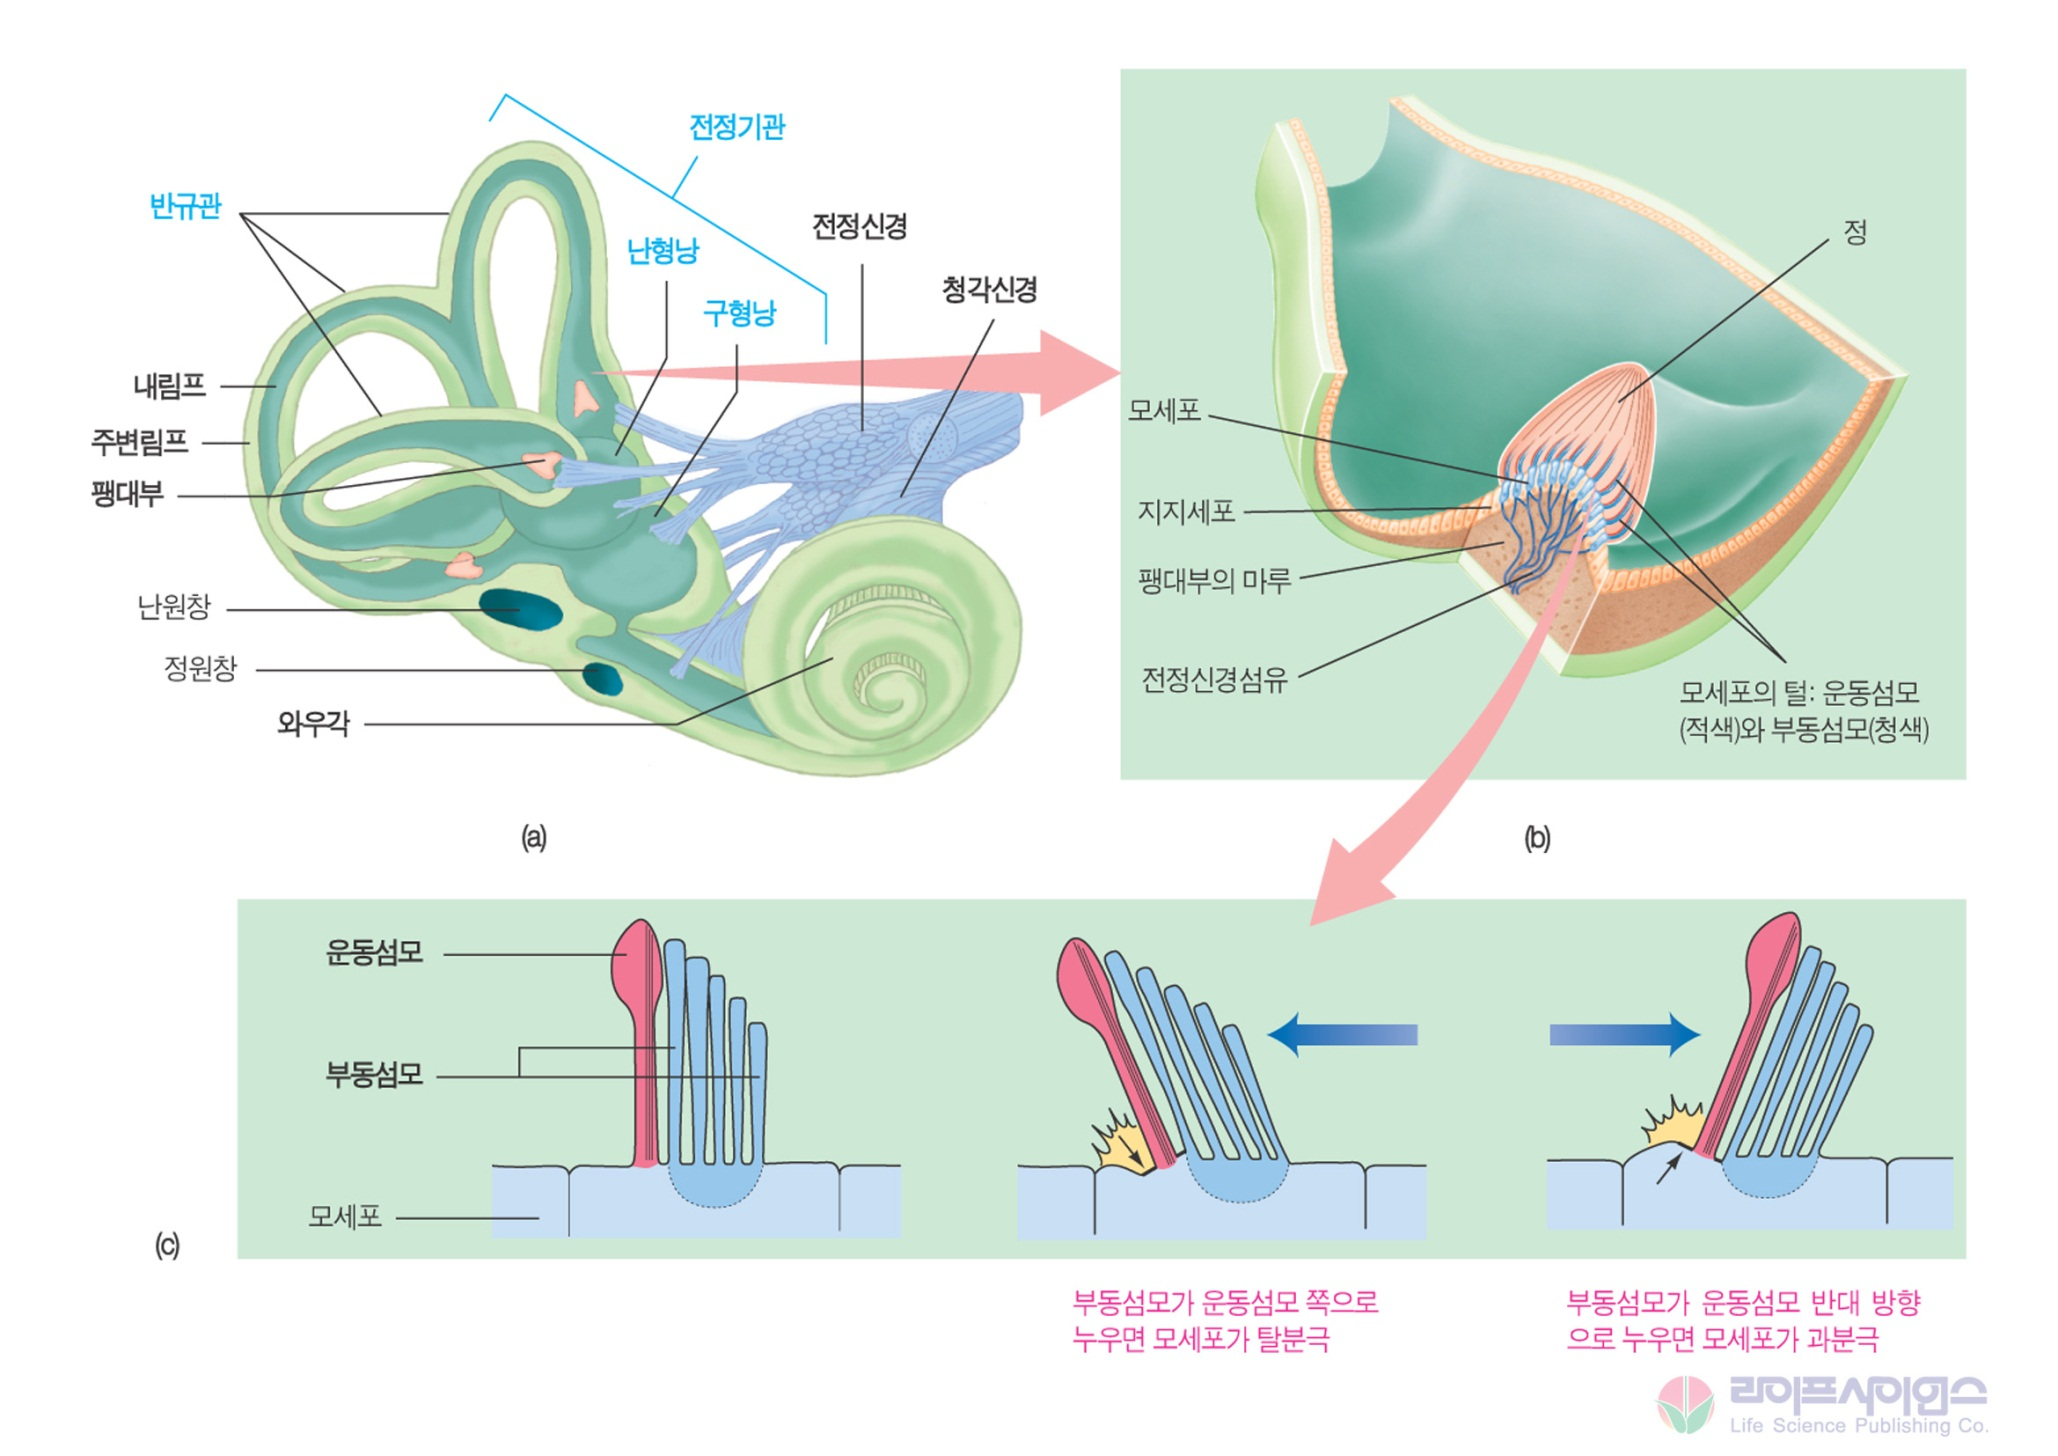 전정기관
반규관
난형낭
구형낭
전정신경
청각신경
내림프
주변림프
팽대부
난원창
정원창
와우각
(a)
정
모세포
지지세포
팽대부의 마루
전정신경섬유
모세포의 털: 운동섬모
(적색)와 부동섬모(청색)
(b)
운동섬모
부동섬모
모세포
(c)
부동섬모가 운동섬모 쪽으로
누우면 모세포가 탈분극
부동섬모가 운동섬모 반대 방향
으로 누우면 모세포가 과분극
라이프사이언스
Life Science Publishing Co.